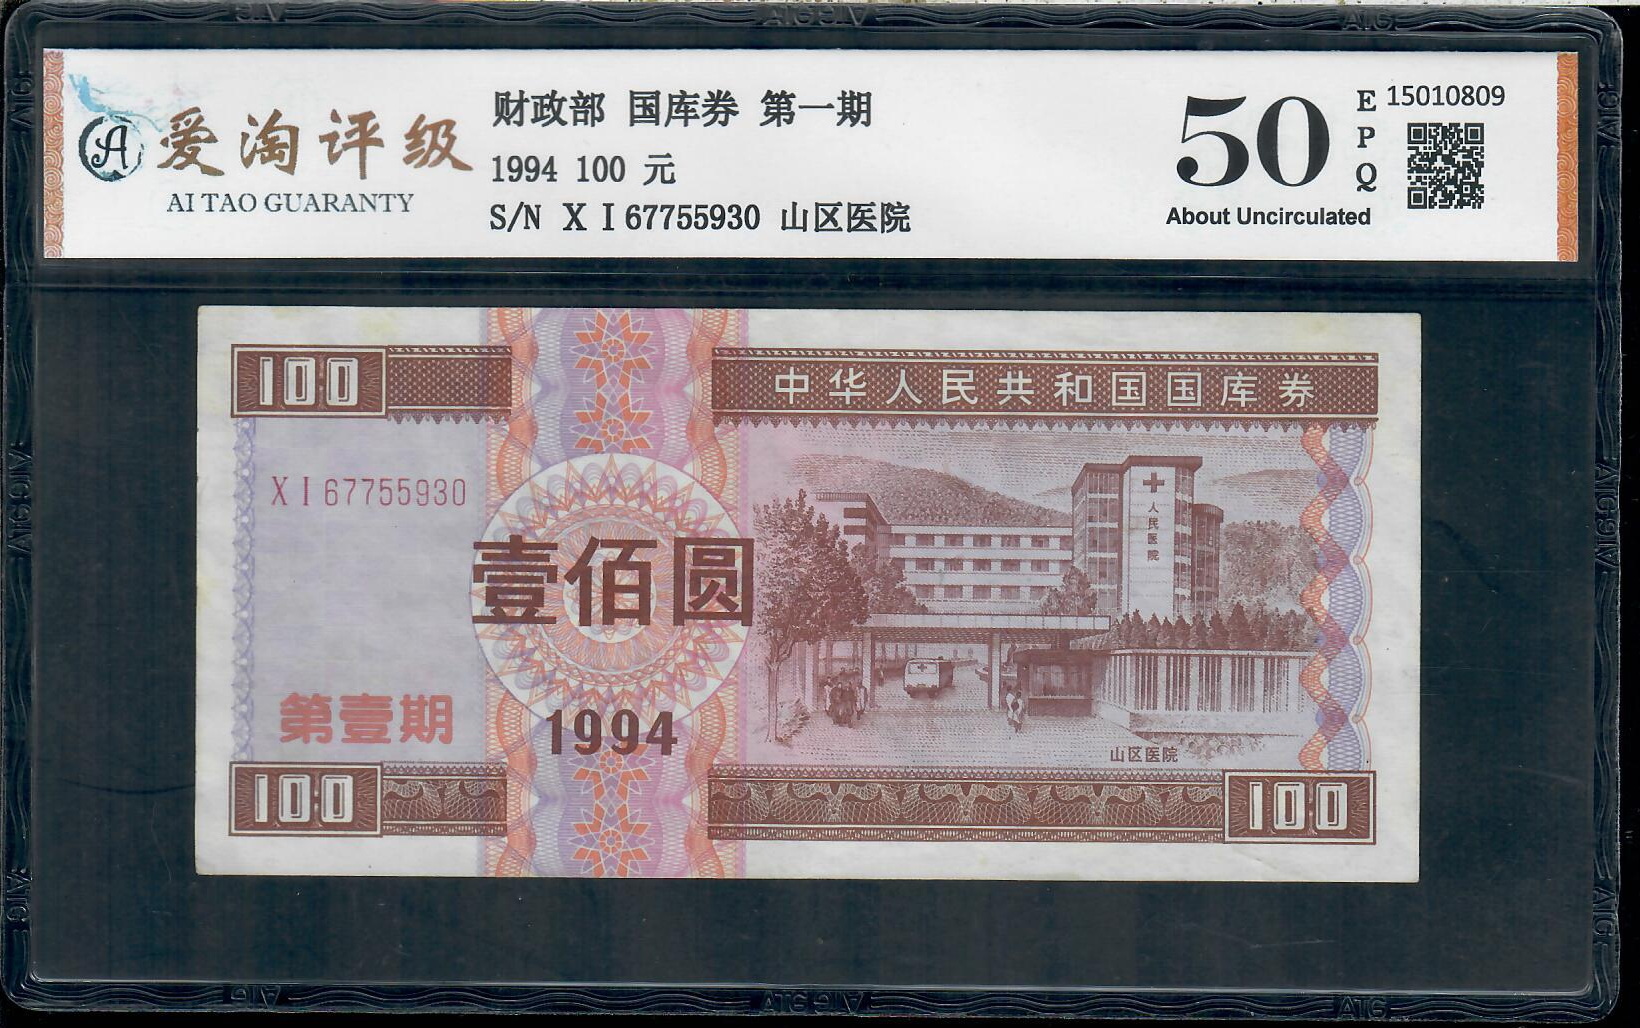 爱淘评级
AI TAO GUARANTY
财政部 国库券 第一期
1994 100 元
S/N X I 67755930 山区医院
50
EPQ
About Uncirculated
15010809
100
中华人民共和国国库券
X I 67755930
人民医院
壹佰圆
第壹期
1994
山区医院
100
100